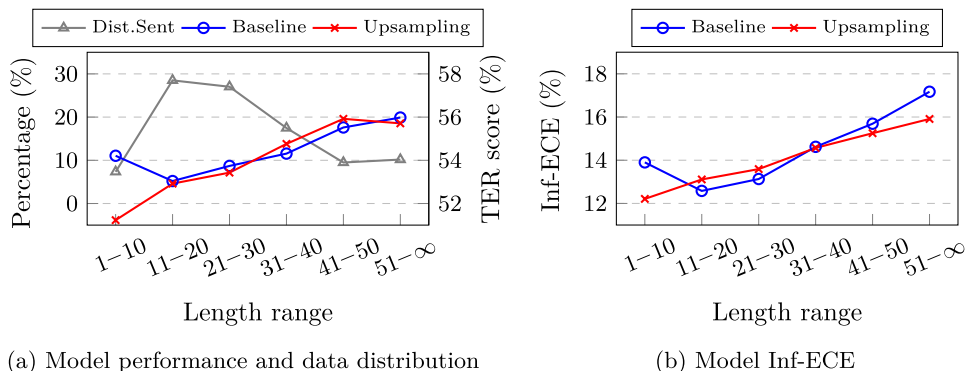 Dist.Sent Baseline Upsampling
Percentage (%)
30
20
10
0
58
56
54
52
TER score (%)
1−10 11−20 21−30 31−40 41−50 51−∞
Length range
(a) Model performance and data distribution
Baseline Upsampling
Inf-ECE (%)
18
16
14
12
1−10 11−20 21−30 31−40 41−50 51−∞
Length range
(b) Model Inf-ECE